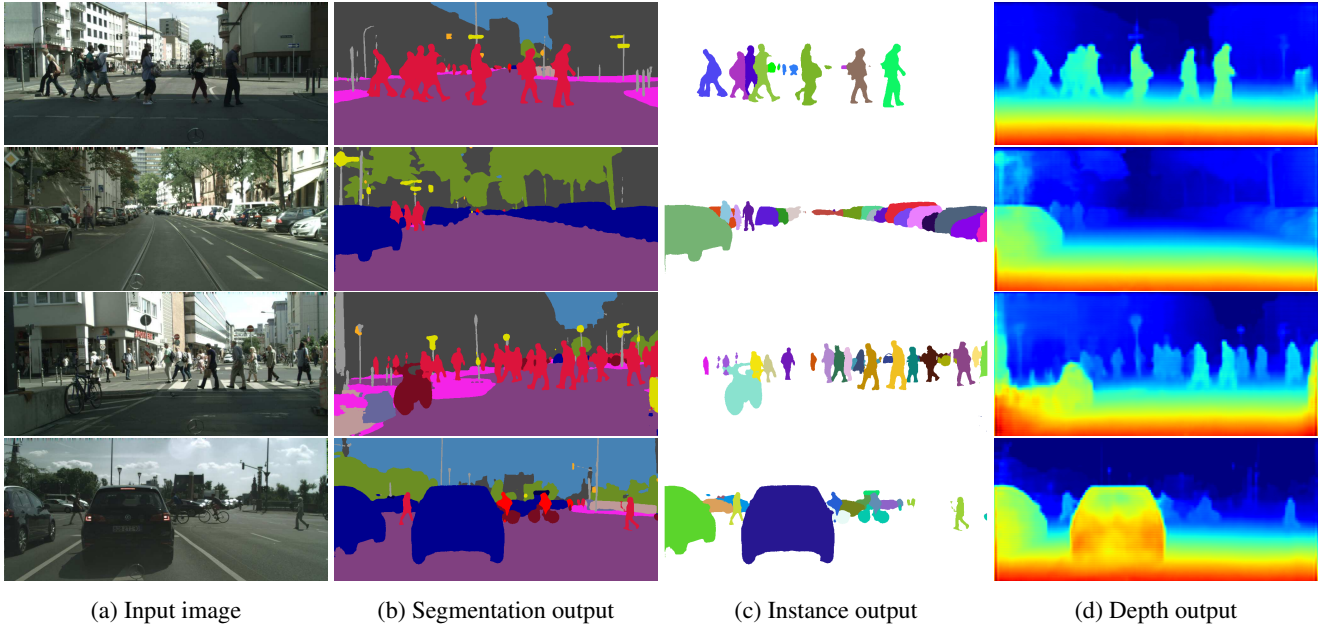 (a) Input image
(b) Segmentation output
(c) Instance output
(d) Depth output